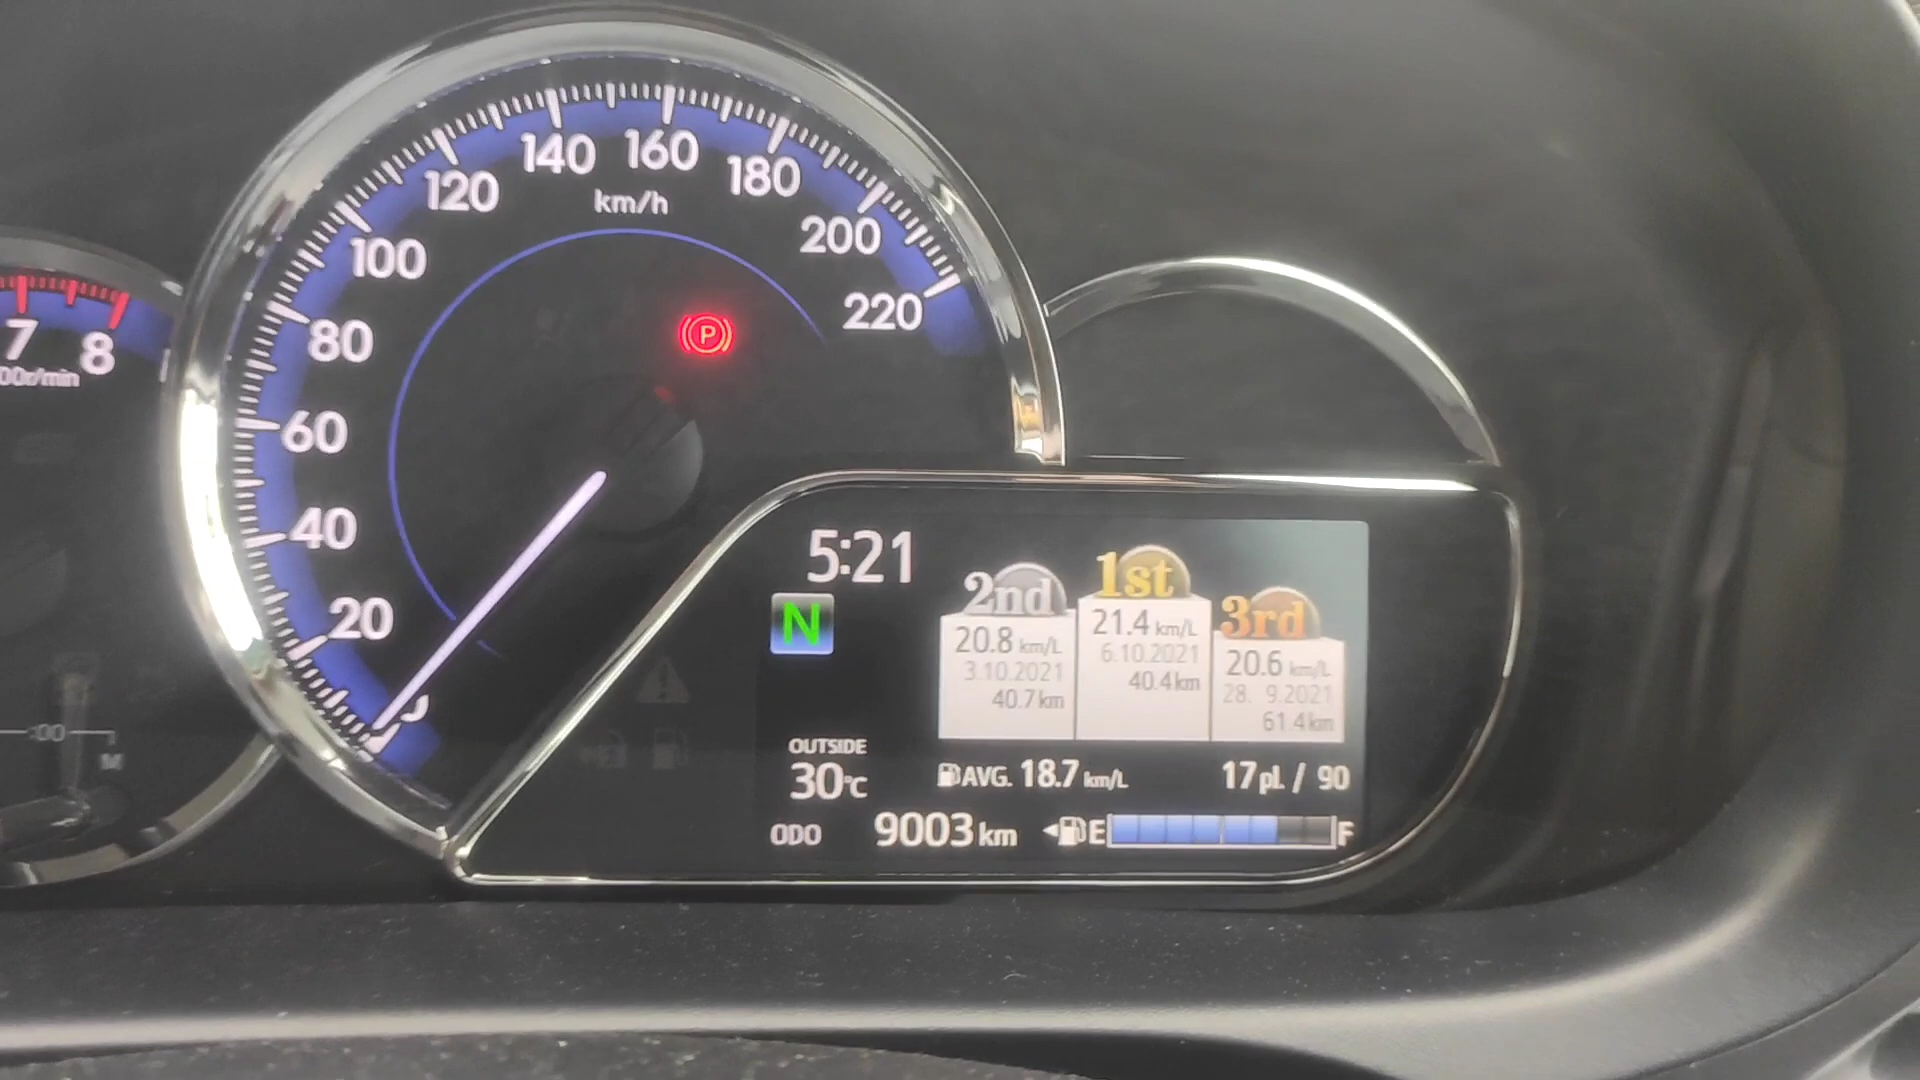 140 160
120 180
km/h
100 200
80 220
7 8
00r/min
P
60
40
20
5:21
N
2nd 1st 3rd
20.8 km/L 21.4 km/L 20.6 km/L
3.10.2021 6.10.2021 28. 9.2021
40.7 km 40.4 km 61.4 km
OUTSIDE
30°C
AVG. 18.7 km/L 17 pl. / 90
ODO 9003 km E F
M